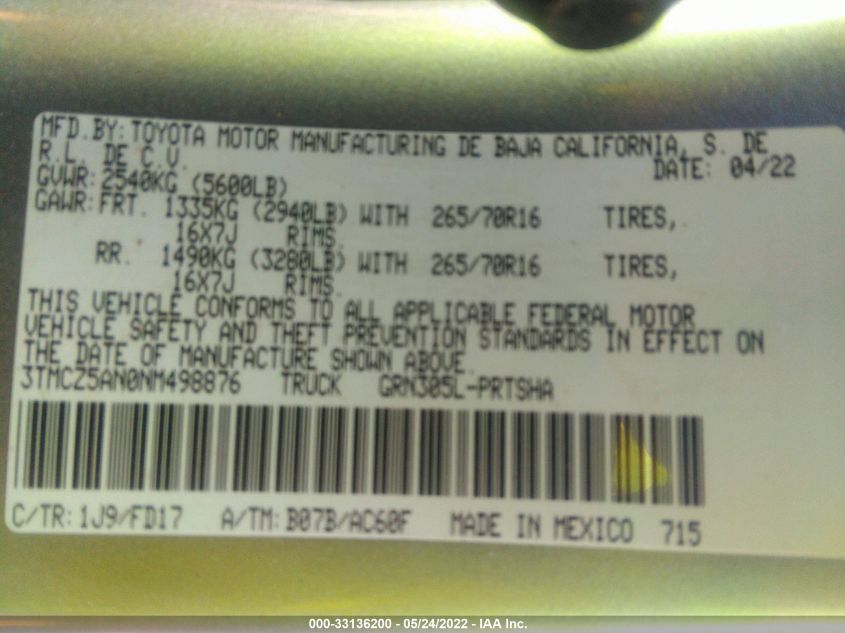 MFD.BY:TOYOTA MOTOR MANUFACTURING DE BAJA CALIFORNIA, S. DE
R.L. DE C.V. DATE: 04/22
GVWR:2540KG (5600LB)
GAWR:FRT. 1335KG (2940LB) WITH 265/70R16 TIRES,
16X7J RIMS.
RR. 1490KG (3280LB) WITH 265/70R16 TIRES,
16X7J RIMS.
THIS VEHICLE CONFORMS TO ALL APPLICABLE FEDERAL MOTOR
VEHICLE SAFETY AND THEFT PREVENTION STANDARDS IN EFFECT ON
THE DATE OF MANUFACTURE SHOWN ABOVE.
3TMCZ5AN0NM498876 TRUCK GRN305L-PRTSHA
C/TR:1J9/FD17 A/TM:B07B/AC60F MADE IN MEXICO 715
000-33136200 - 05/24/2022 - IAA Inc.